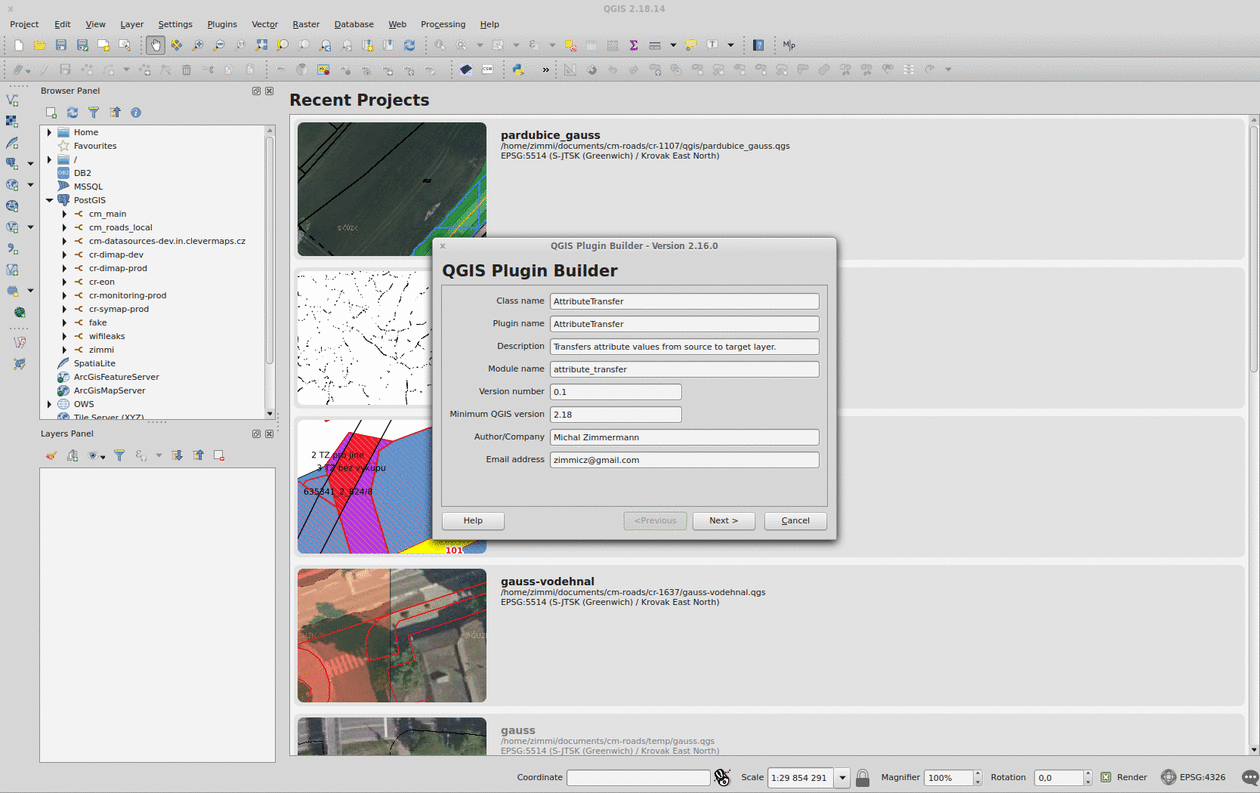 QGIS 2.18.14
Project Edit View Layer Settings Plugins Vector Raster Database Web Processing Help
Browser Panel
Home
Favourites
/
DB2
MSSQL
PostGIS
cm_main
cm_roads_local
cm-datasources-dev.in.clevermaps.cz
cr-dimap-dev
cr-dimap-prod
cr-eon
cr-monitoring-prod
cr-symap-prod
fake
wifileaks
zimmi
SpatiaLite
ArcGisFeatureServer
ArcGisMapServer
OWS
Tile Server (XYZ)
Layers Panel
Recent Projects
pardubice_gauss
/home/zimmi/documents/cm-roads/cr-1107/qgis/pardubice_gauss.qgs
EPSG:5514 (S-JTSK (Greenwich) / Krovak East North)
2 TZ pro jine
3 TZ bez vykupu
635341_2_824/8
101
gauss-vodehnal
/home/zimmi/documents/cm-roads/cr-1637/gauss-vodehnal.qgs
EPSG:5514 (S-JTSK (Greenwich) / Krovak East North)
gauss
/home/zimmi/documents/cm-roads/temp/gauss.qgs
EPSG:5514 (S-JTSK (Greenwich) / Krovak East North)
QGIS Plugin Builder - Version 2.16.0
QGIS Plugin Builder
Class name AttributeTransfer
Plugin name AttributeTransfer
Description Transfers attribute values from source to target layer.
Module name attribute_transfer
Version number 0.1
Minimum QGIS version 2.18
Author/Company Michal Zimmermann
Email address zimmicz@gmail.com
Help <Previous Next > Cancel
Coordinate Scale 1:29 854 291 Magnifier 100% Rotation 0,0 Render EPSG:4326